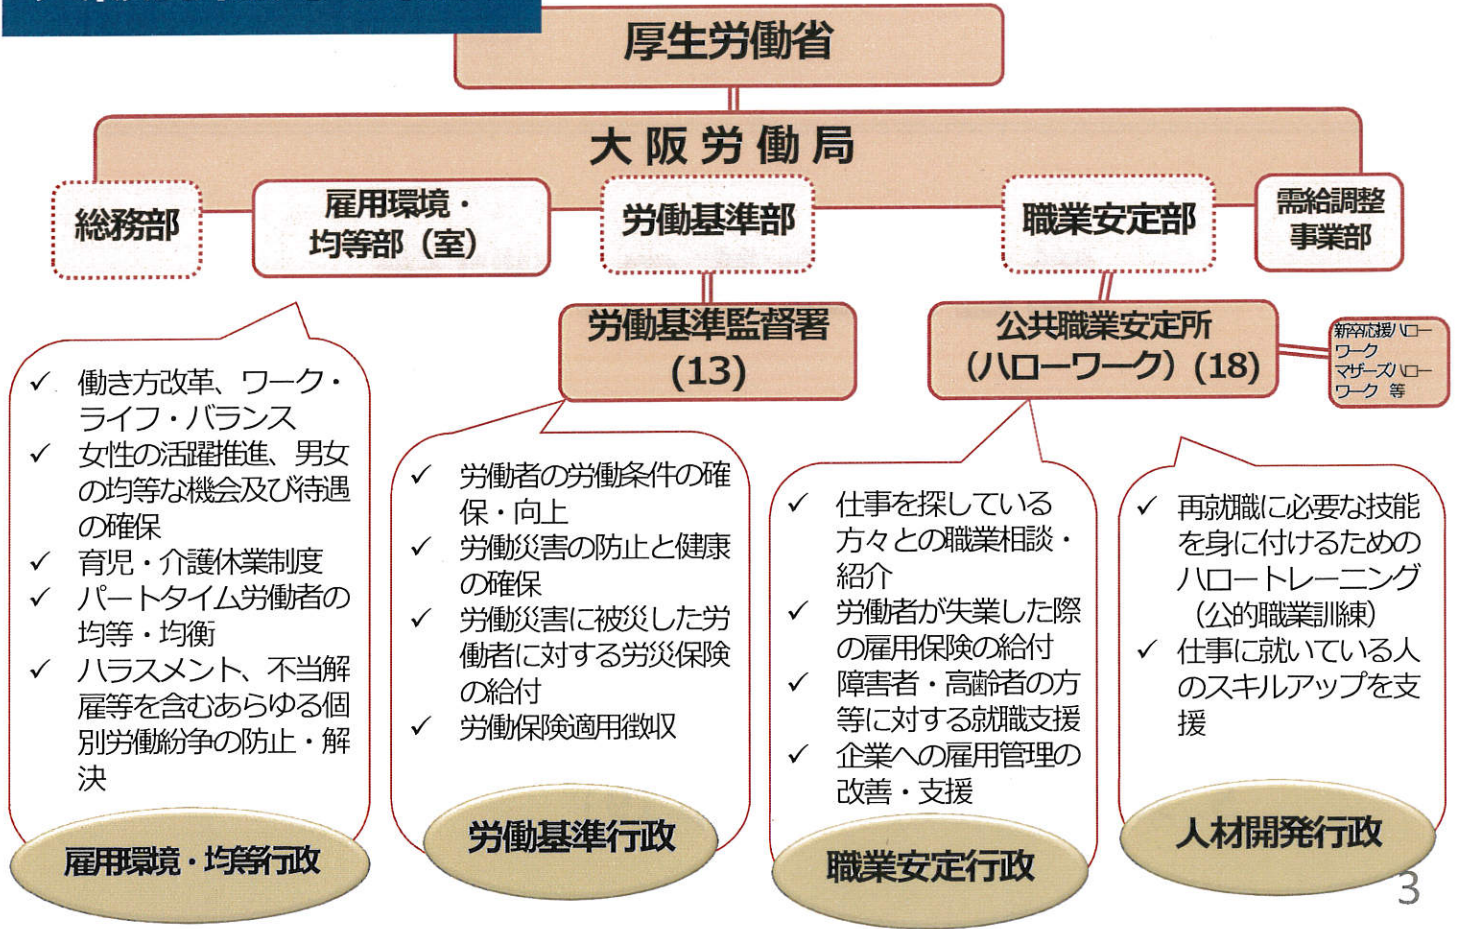 厚生労働省
大阪労働局
総務部
雇用環境・
均等部（室）
労働基準部
職業安定部
需給調整
事業部
労働基準監督署
(13)
公共職業安定所
（ハローワーク）(18)
新卒応援ハロー
ワーク
マザーズハロー
ワーク 等
✓ 働き方改革、ワーク・
ライフ・バランス
✓ 女性の活躍推進、男女
の均等な機会及び待遇
の確保
✓ 育児・介護休業制度
✓ パートタイム労働者の
均等・均衡
✓ ハラスメント、不当解
雇等を含むあらゆる個
別労働紛争の防止・解
決
雇用環境・均等行政
✓ 労働者の労働条件の確
保・向上
✓ 労働災害の防止と健康
の確保
✓ 労働災害に被災した労
働者に対する労災保険
の給付
✓ 労働保険適用徴収
労働基準行政
✓ 仕事を探している
方々との職業相談・
紹介
✓ 労働者が失業した際
の雇用保険の給付
✓ 障害者・高齢者の方
等に対する就職支援
✓ 企業への雇用管理の
改善・支援
職業安定行政
✓ 再就職に必要な技能
を身に付けるための
ハロートレーニング
（公的職業訓練）
✓ 仕事に就いている人
のスキルアップを支
援
人材開発行政
3